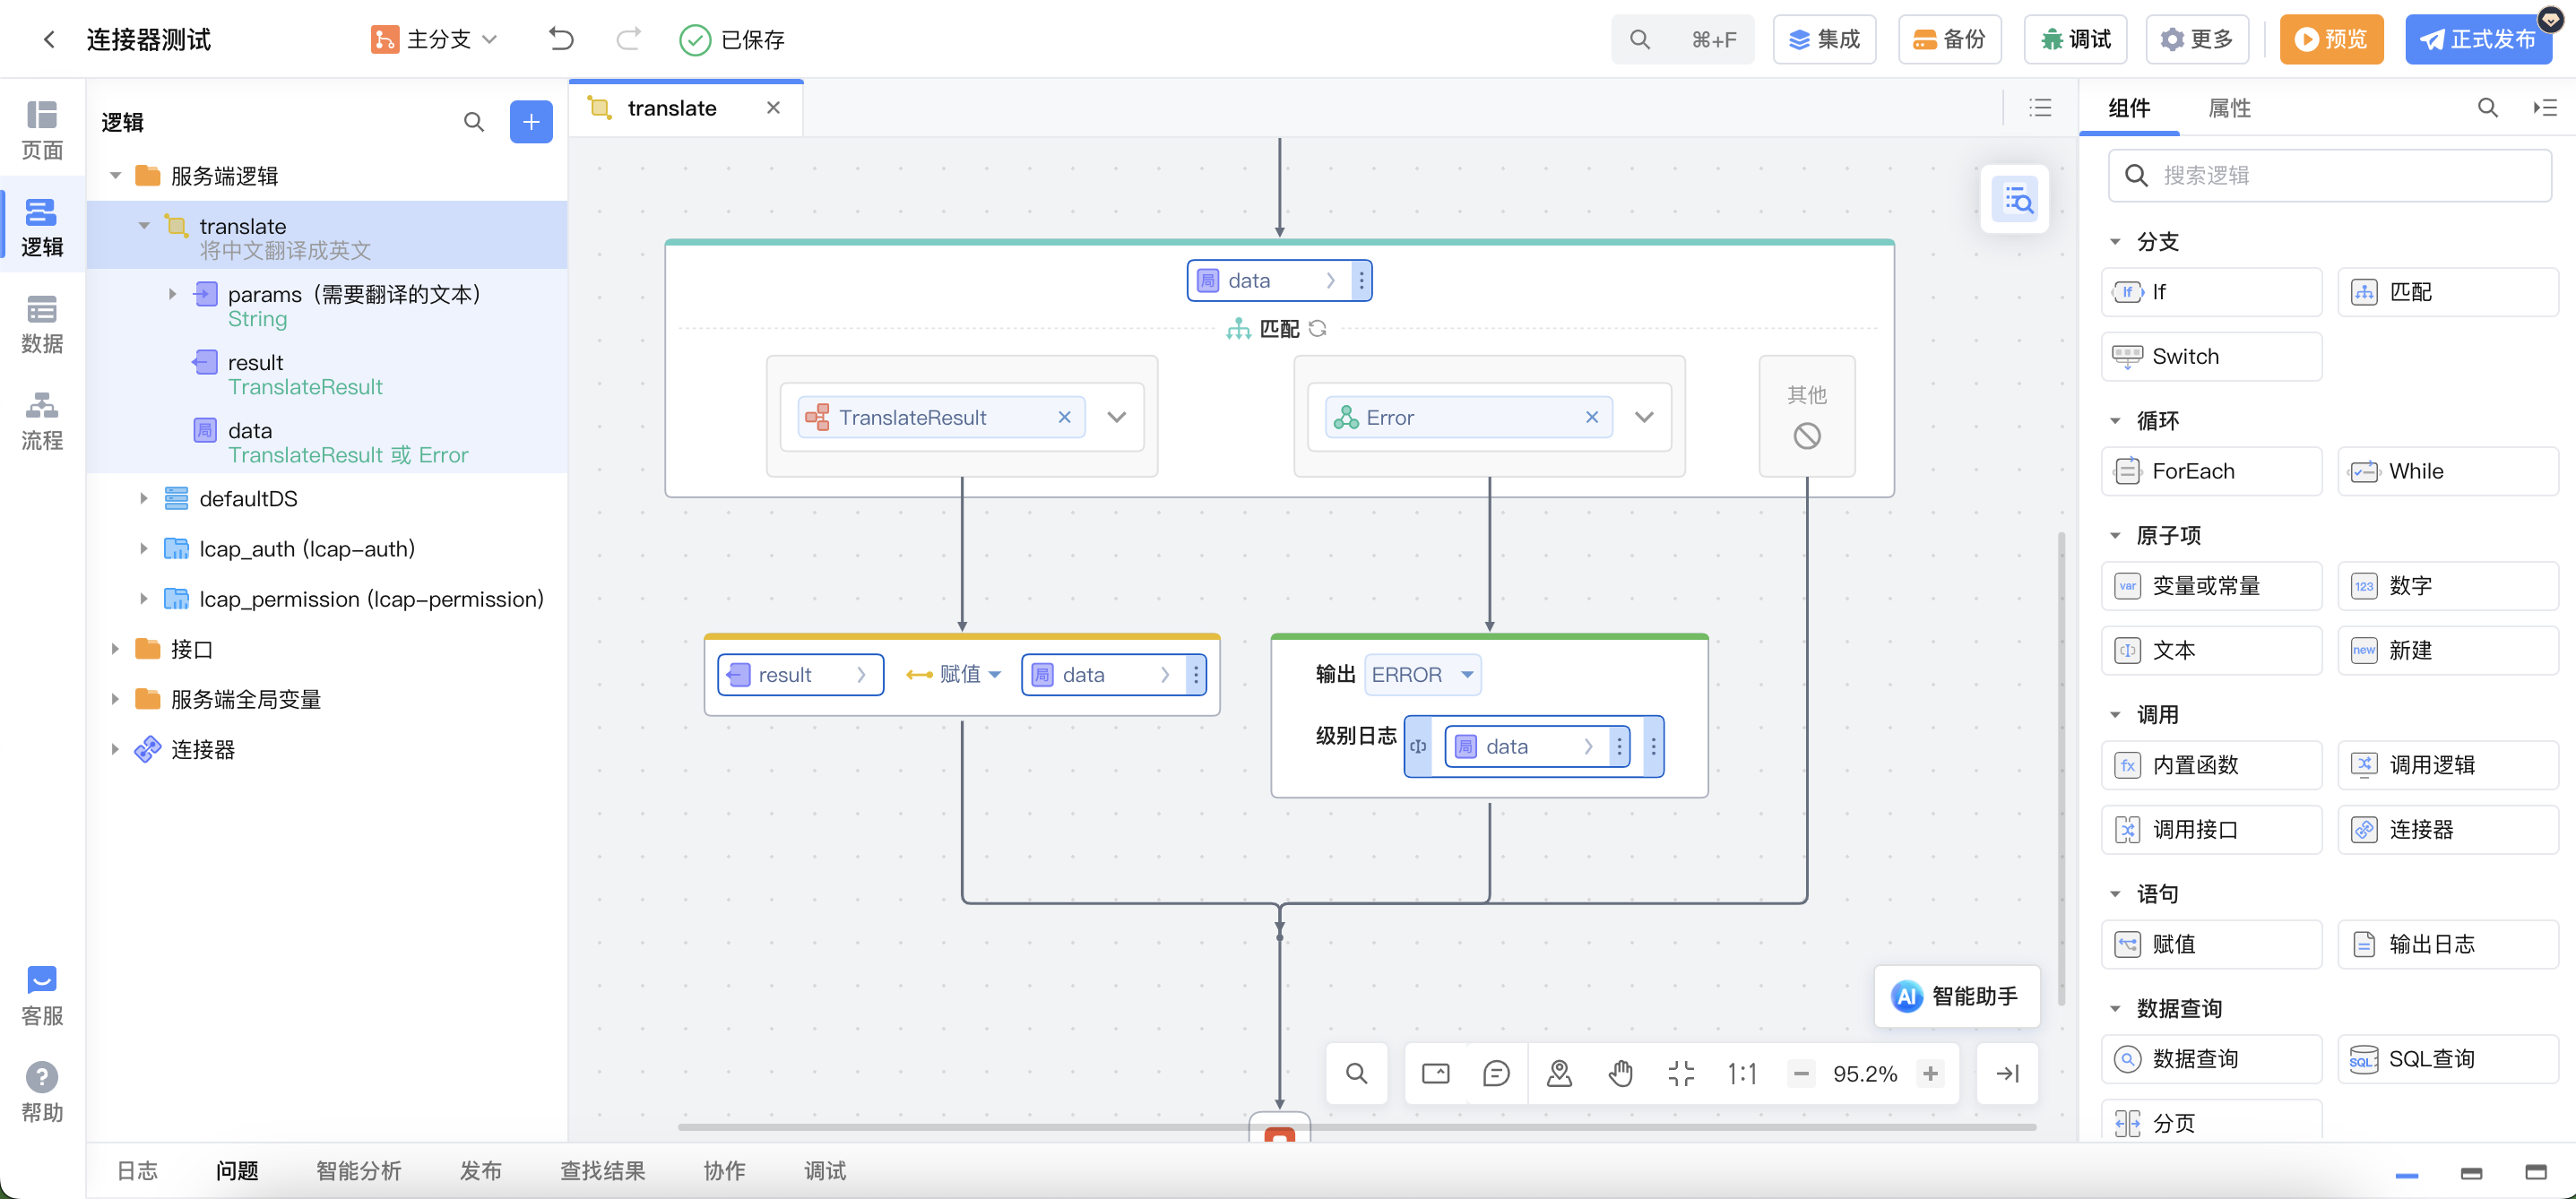 连接器测试
主分支
已保存
⌘+F
集成
备份
调试
更多
预览
正式发布
页面
逻辑
数据
流程
客服
帮助
逻辑
服务端逻辑
translate
将中文翻译成英文
params（需要翻译的文本）
String
result
TranslateResult
data
TranslateResult 或 Error
defaultDS
lcap_auth (lcap-auth)
lcap_permission (lcap-permission)
接口
服务端全局变量
连接器
translate
局 data
匹配
TranslateResult
Error
其他
result 赋值 局 data
输出 ERROR
级别日志 局 data
AI 智能助手
1:1
95.2%
组件
属性
搜索逻辑
分支
If
匹配
Switch
循环
ForEach
While
原子项
var 变量或常量
123 数字
文本
new 新建
调用
fx 内置函数
调用逻辑
调用接口
连接器
语句
赋值
输出日志
数据查询
数据查询
SQL SQL查询
分页
日志
问题
智能分析
发布
查找结果
协作
调试